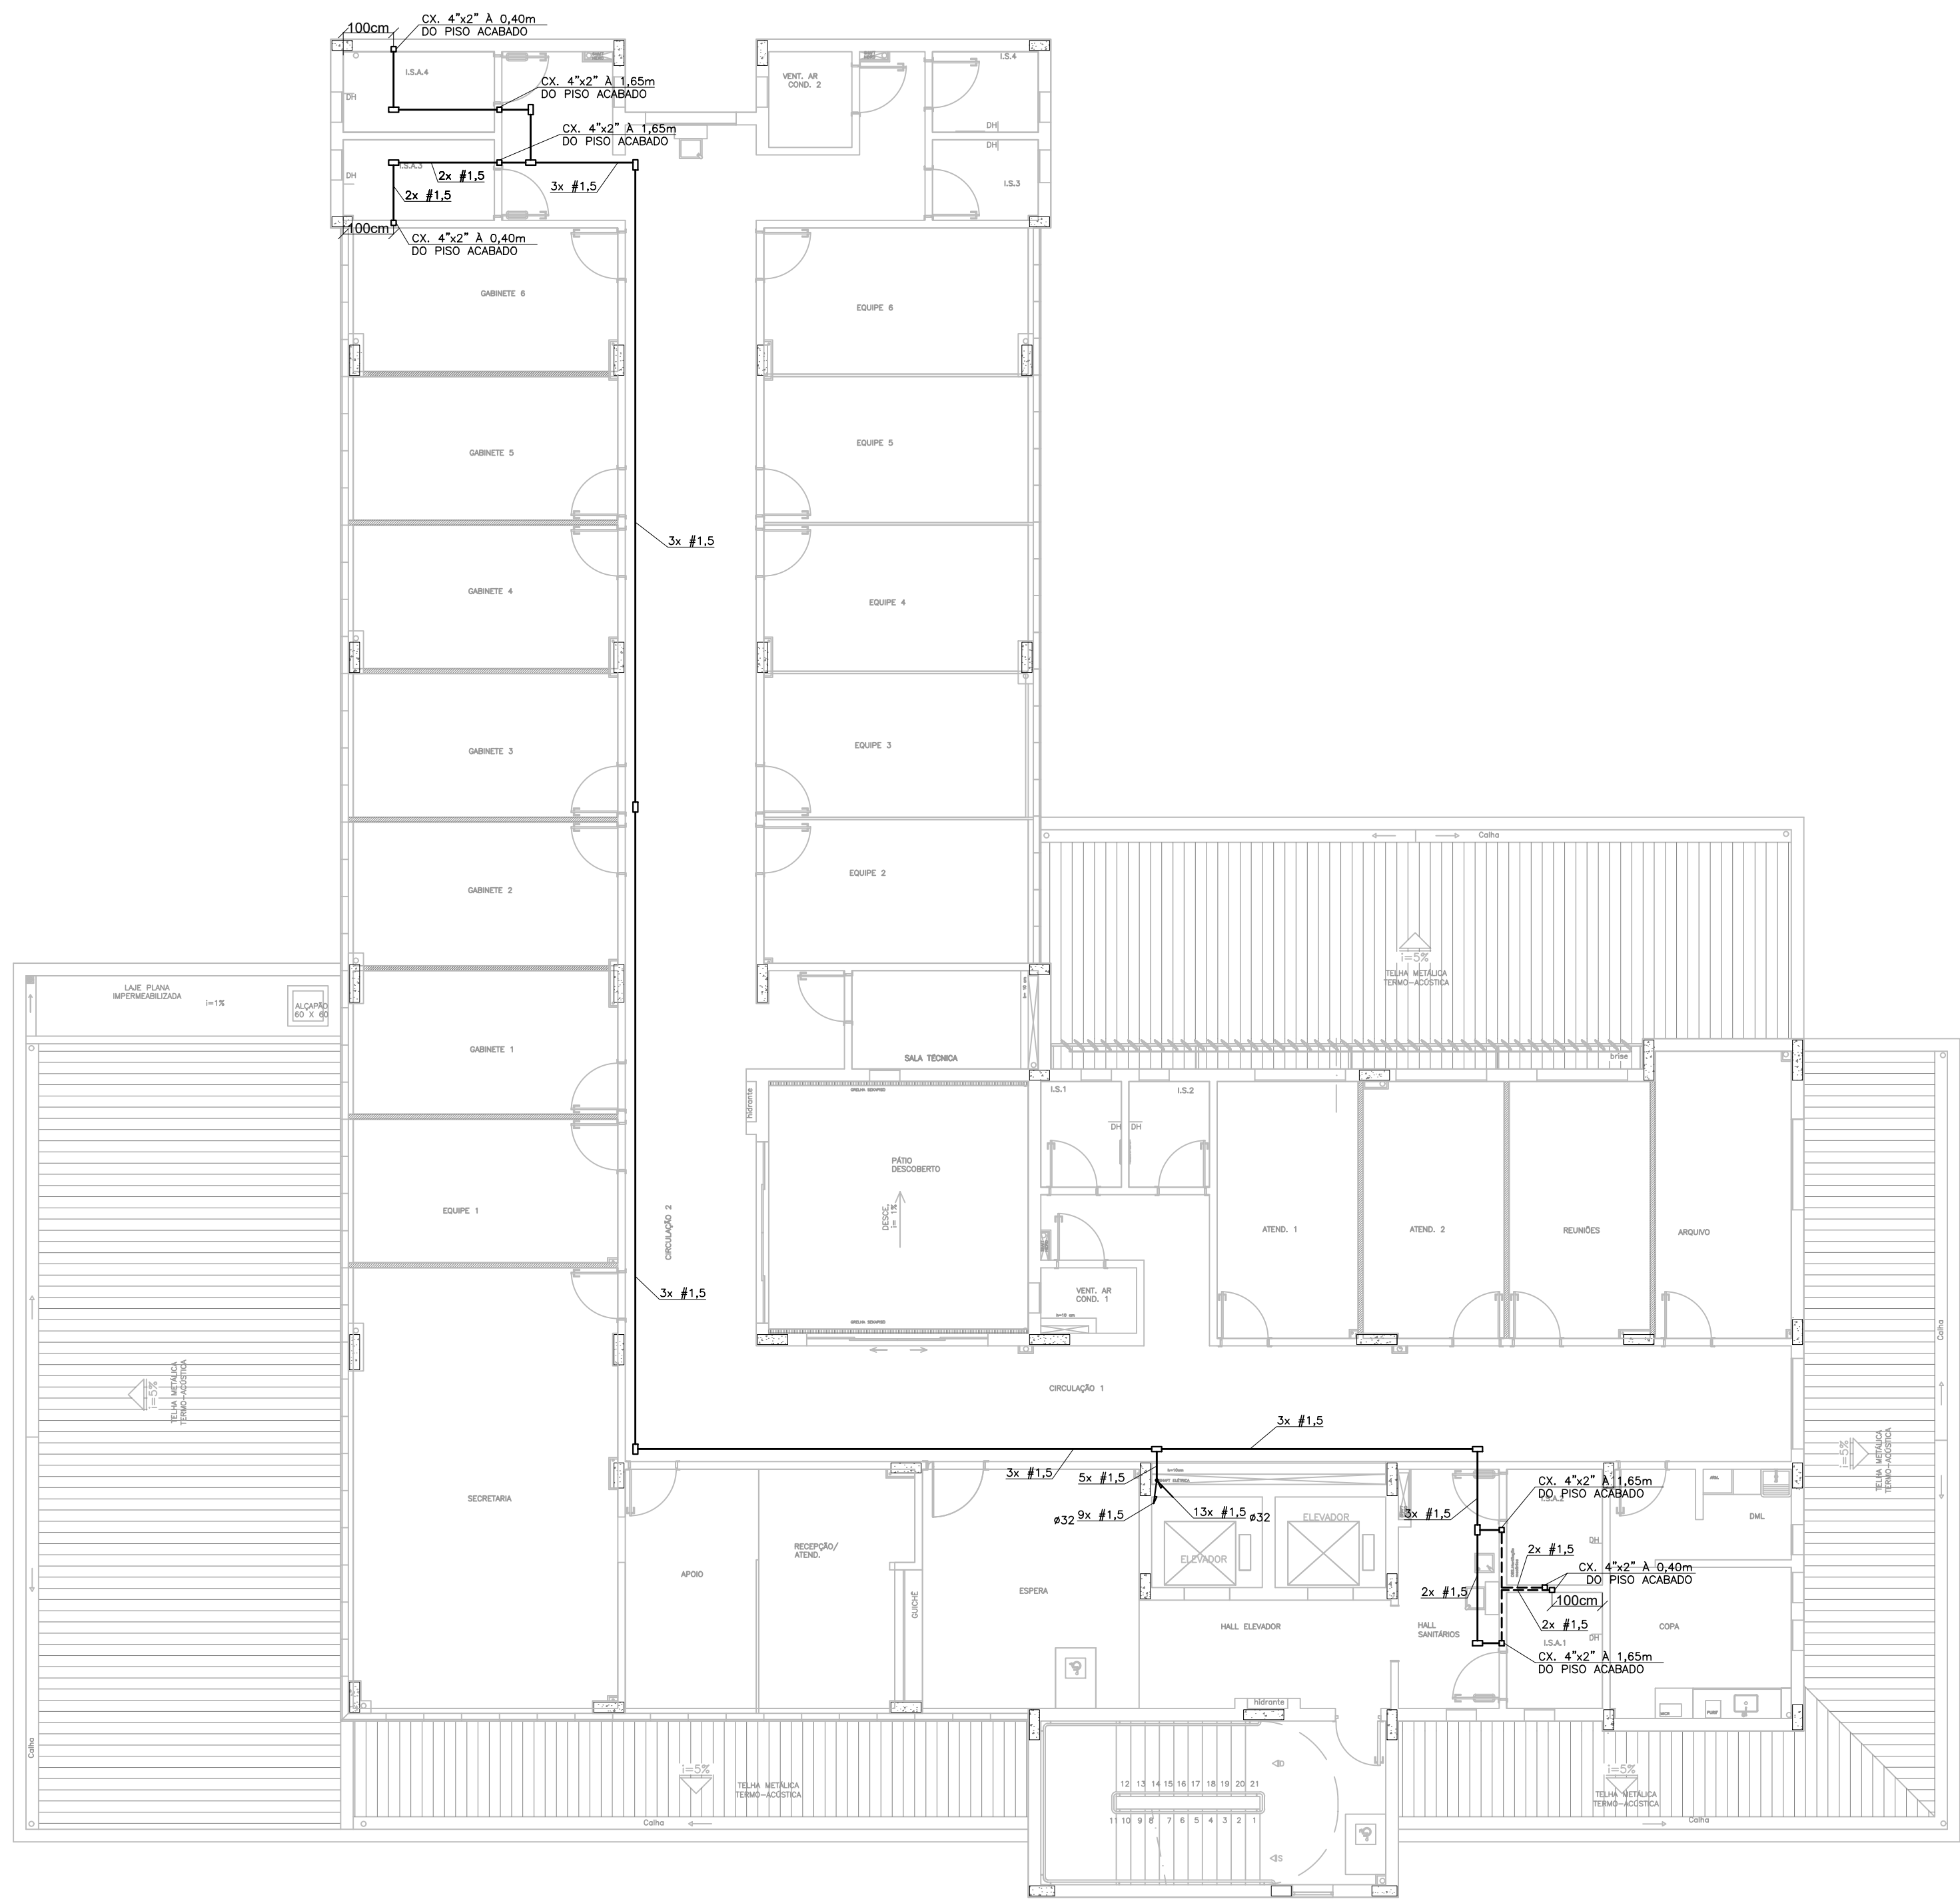 CX. 4"x2" À 0,40m
DO PISO ACABADO
100cm
I.S.A.4
DH
CX. 4"x2" À 1,65m
DO PISO ACABADO
CX. 4"x2" À 1,65m
DO PISO ACABADO
I.S.A.3
DH
2x #1,5
2x #1,5
3x #1,5
100cm
CX. 4"x2" À 0,40m
DO PISO ACABADO
VENT. AR
COND. 2
I.S.4
DH
DH
I.S.3
GABINETE 6
EQUIPE 6
GABINETE 5
EQUIPE 5
3x #1,5
GABINETE 4
EQUIPE 4
GABINETE 3
EQUIPE 3
GABINETE 2
EQUIPE 2
Calha
i=5%
TELHA METÁLICA
TERMO-ACÚSTICA
LAJE PLANA
IMPERMEABILIZADA
i=1%
ALÇAPÃO
60 X 60
GABINETE 1
SALA TÉCNICA
brise
hidrante
I.S.1
I.S.2
DH
DH
PÁTIO
DESCOBERTO
DESCE
i= 1%
EQUIPE 1
CIRCULAÇÃO 2
ATEND. 1
ATEND. 2
REUNIÕES
ARQUIVO
3x #1,5
VENT. AR
COND. 1
i=5%
TELHA METÁLICA
TERMO-ACÚSTICA
CIRCULAÇÃO 1
Calha
3x #1,5
3x #1,5
5x #1,5
i=5%
TELHA METÁLICA
TERMO-ACÚSTICA
SECRETARIA
ø32 9x #1,5
13x #1,5 ø32
3x #1,5
CX. 4"x2" À 1,65m
DO PISO ACABADO
I.S.A.2
DML
ELEVADOR
ELEVADOR
DH
RECEPÇÃO/
ATEND.
APOIO
GUICHÊ
ESPERA
2x #1,5
2x #1,5
CX. 4"x2" À 0,40m
DO PISO ACABADO
100cm
2x #1,5
HALL ELEVADOR
HALL
SANITÁRIOS
COPA
I.S.A.1
DH
CX. 4"x2" À 1,65m
DO PISO ACABADO
hidrante
MICR
PURIF
Calha
i=5%
TELHA METÁLICA
TERMO-ACÚSTICA
Calha
12 13 14 15 16 17 18 19 20 21
11 10 9 8 7 6 5 4 3 2 1
D
S
i=5%
TELHA METÁLICA
TERMO-ACÚSTICA
Calha